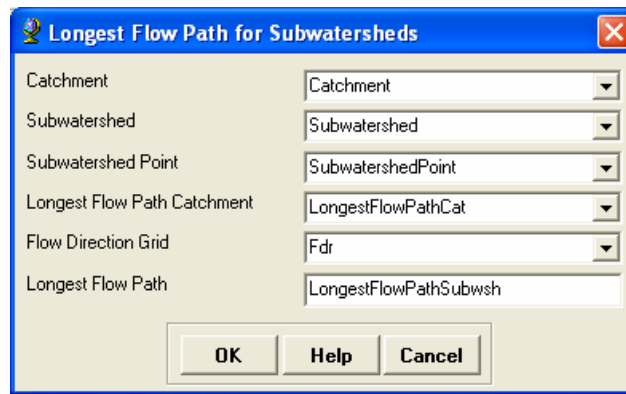 Longest Flow Path for Subwatersheds
Catchment Catchment
Subwatershed Subwatershed
Subwatershed Point SubwatershedPoint
Longest Flow Path Catchment LongestFlowPathCat
Flow Direction Grid Fdr
Longest Flow Path LongestFlowPathSubwsh
OK Help Cancel